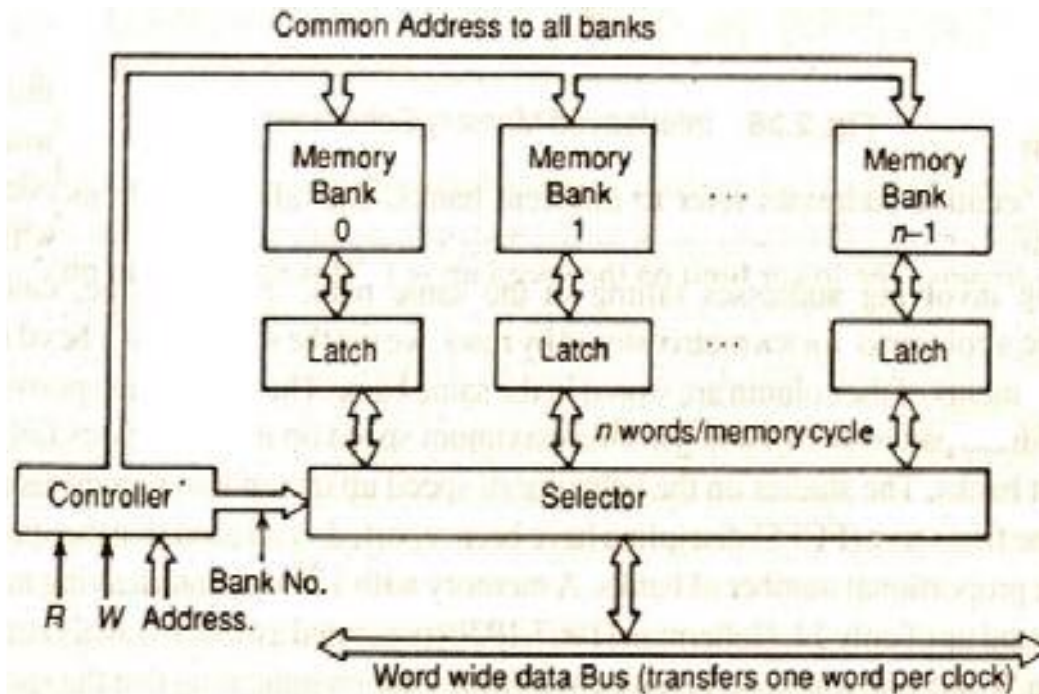 Common Address to all banks
Memory
Bank
0
Memory
Bank
1
...
Memory
Bank
n–1
Latch
Latch
...
Latch
n words/memory cycle
Controller
Selector
Bank No.
R W Address.
Word wide data Bus (transfers one word per clock)